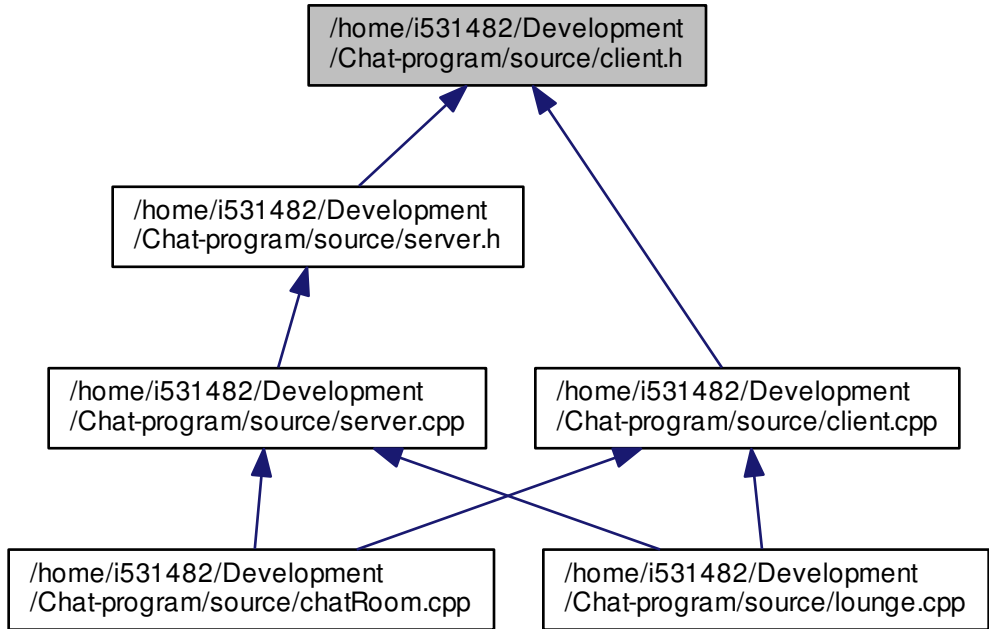 /home/i531482/Development
/Chat-program/source/client.h
/home/i531482/Development
/Chat-program/source/server.h
/home/i531482/Development
/Chat-program/source/server.cpp
/home/i531482/Development
/Chat-program/source/client.cpp
/home/i531482/Development
/Chat-program/source/chatRoom.cpp
/home/i531482/Development
/Chat-program/source/lounge.cpp